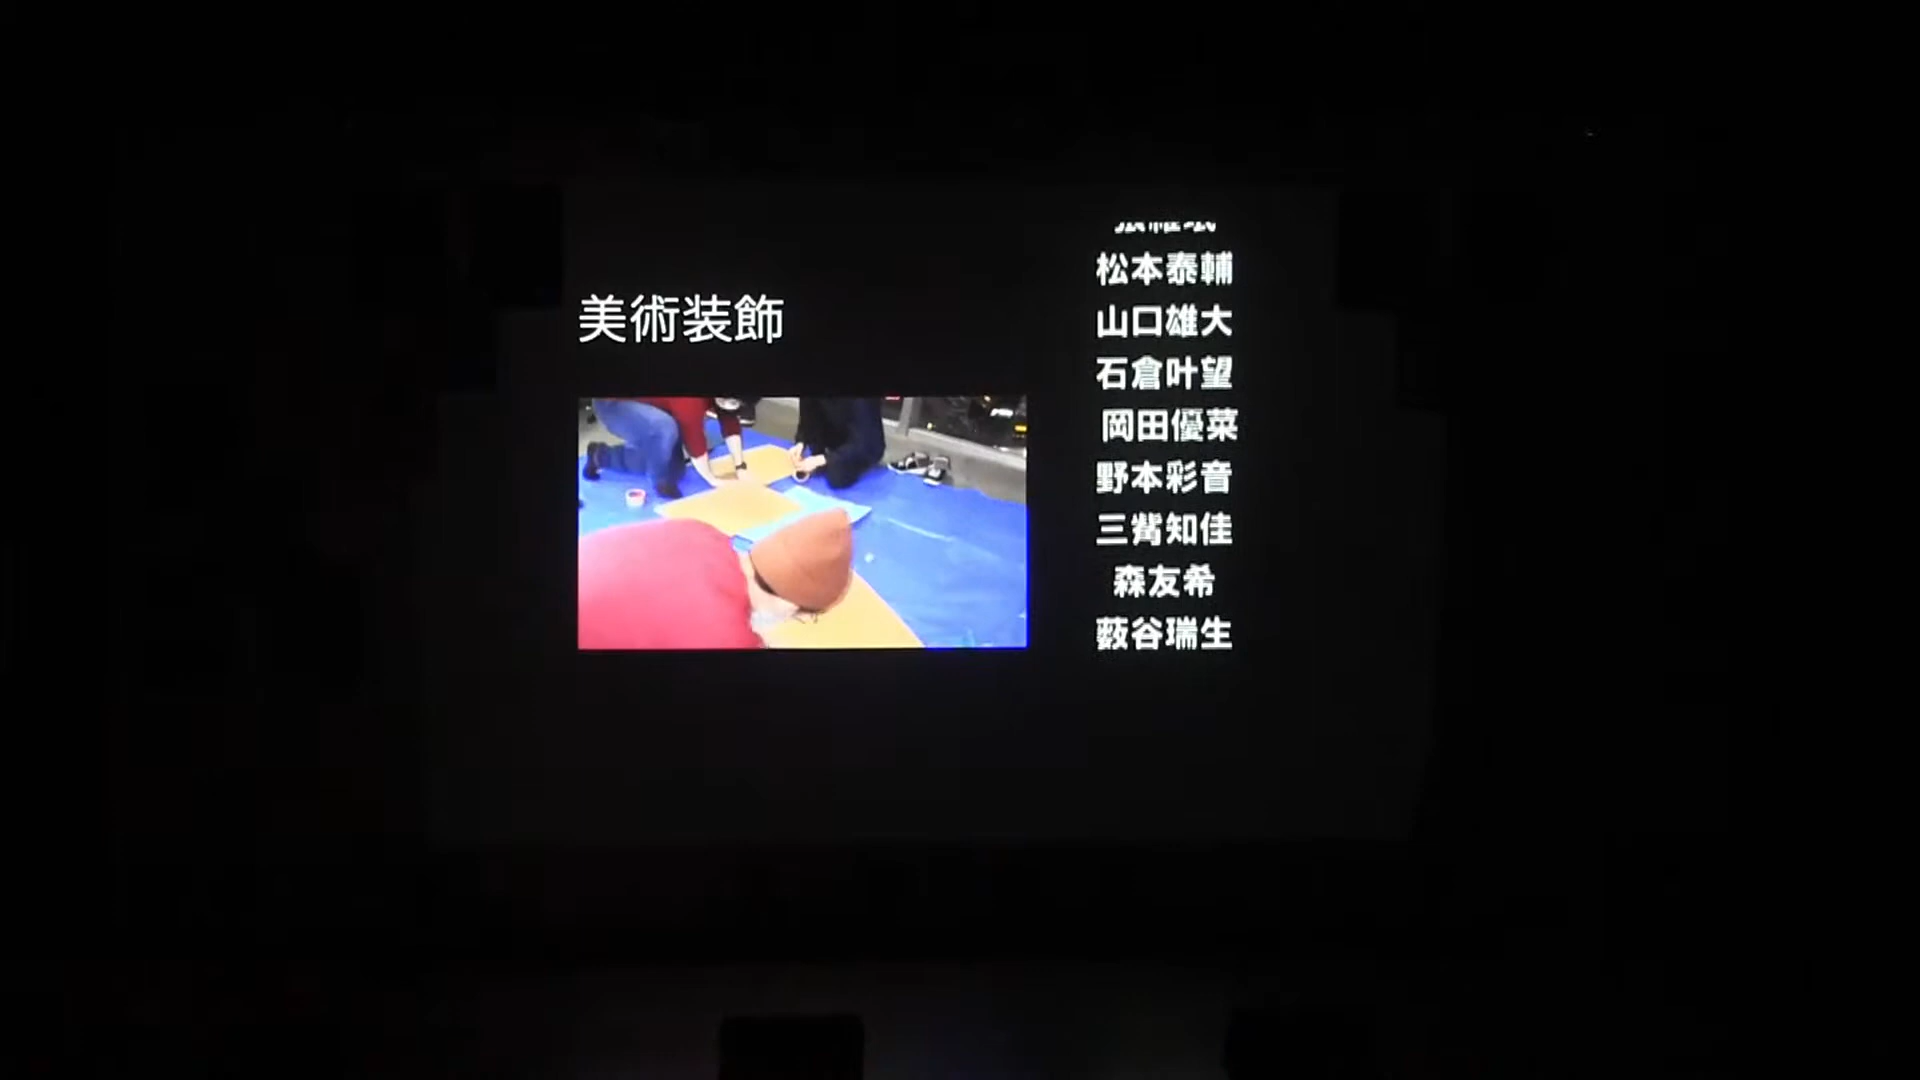 美術装飾
松本泰輔
山口雄大
石倉叶望
岡田優菜
野本彩音
三觜知佳
森友希
薮谷瑞生